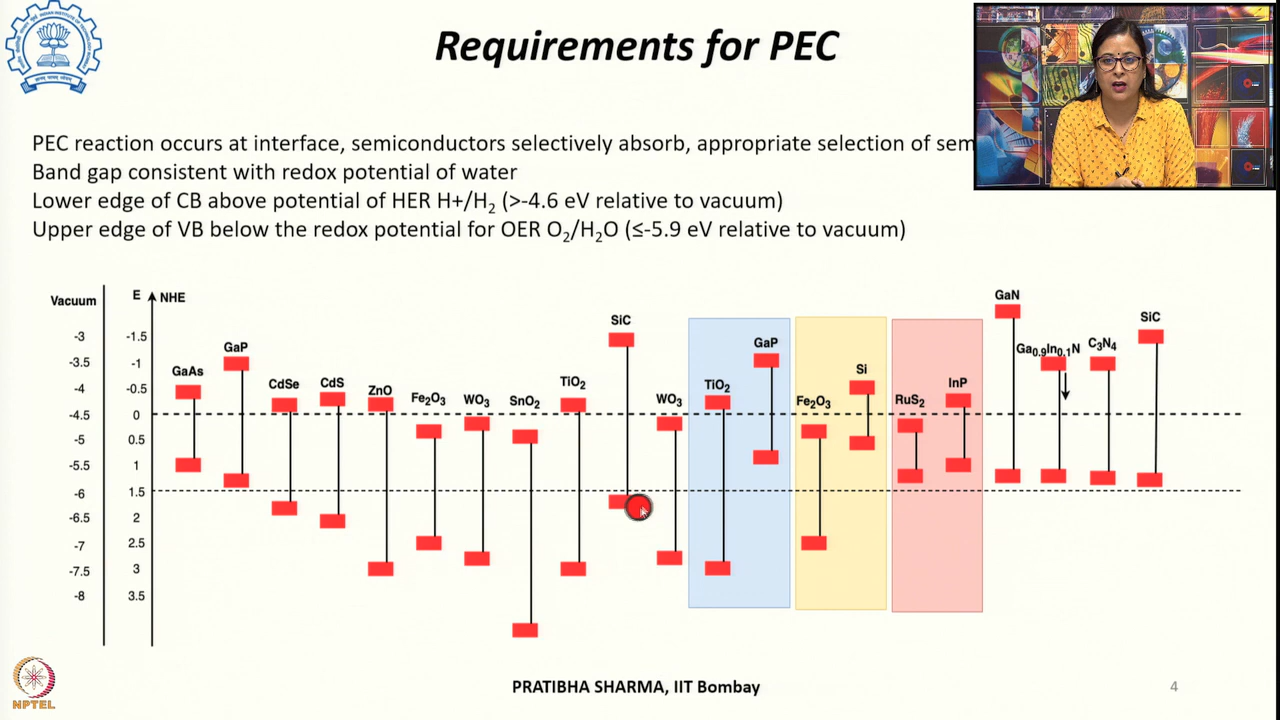 Requirements for PEC
PEC reaction occurs at interface, semiconductors selectively absorb, appropriate selection of sem
Band gap consistent with redox potential of water
Lower edge of CB above potential of HER H+/H₂ (>-4.6 eV relative to vacuum)
Upper edge of VB below the redox potential for OER O₂/H₂O (≤-5.9 eV relative to vacuum)
Vacuum E NHE
-3 -1.5
-3.5 -1
-4 -0.5
-4.5 0
-5 0.5
-5.5 1
-6 1.5
-6.5 2
-7 2.5
-7.5 3
-8 3.5
GaAs
GaP
CdSe
CdS
ZnO
Fe₂O₃
WO₃
SnO₂
TiO₂
SiC
WO₃
TiO₂
GaP
Fe₂O₃
Si
RuS₂
InP
GaN
Ga₀.₉In₀.₁N
C₃N₄
SiC
NPTEL
PRATIBHA SHARMA, IIT Bombay
4